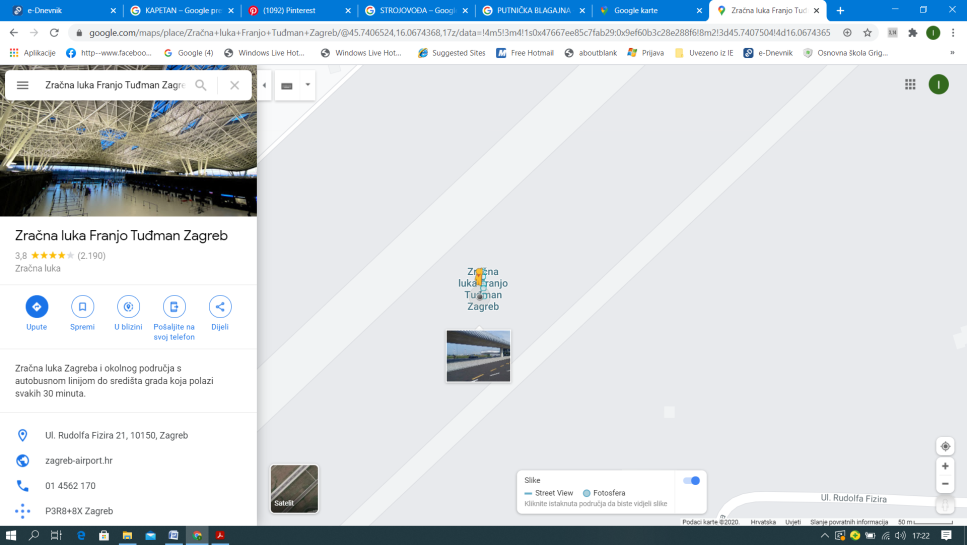 e-Dnevnik
KAPETAN – Google pre
(1092) Pinterest
STROJOVOĐA – Googl
PUTNIČKA BLAGAJNA
Google karte
Zračna luka Franjo Tuđm
google.com/maps/place/Zračna+luka+Franjo+Tuđman+Zagreb/@45.7406524,16.0674368,17z/data=!4m5!3m4!1s0x47667ee85c7fab29:0x9ef60b3c28e288f6!8m2!3d45.7407504!4d16.0674365
Aplikacije
http--www.faceboo...
Google (4)
Windows Live Hot...
Windows Live Hot...
Suggested Sites
Free Hotmail
aboutblank
Prijava
Uvezeno iz IE
e-Dnevnik
Osnovna škola Grig...
Zračna luka Franjo Tuđman Zagre
I
Zračna luka Franjo Tuđman Zagreb
3,8 (2.190)
Zračna luka
Upute
Spremi
U blizini
Pošaljite na
svoj telefon
Dijeli
Zračna luka Zagreba i okolnog područja s
autobusnom linijom do središta grada koja polazi
svakih 30 minuta.
Ul. Rudolfa Fizira 21, 10150, Zagreb
zagreb-airport.hr
01 4562 170
P3R8+8X Zagreb
Zračna
luka Franjo
Tuđman
Zagreb
Satelit
Slike
Street View
Fotosfera
Kliknite istaknuta područja da biste vidjeli slike
Ul. Rudolfa Fizira
Podaci karte ©2020.
Hrvatska
Uvjeti
Slanje povratnih informacija
50 m
17:22